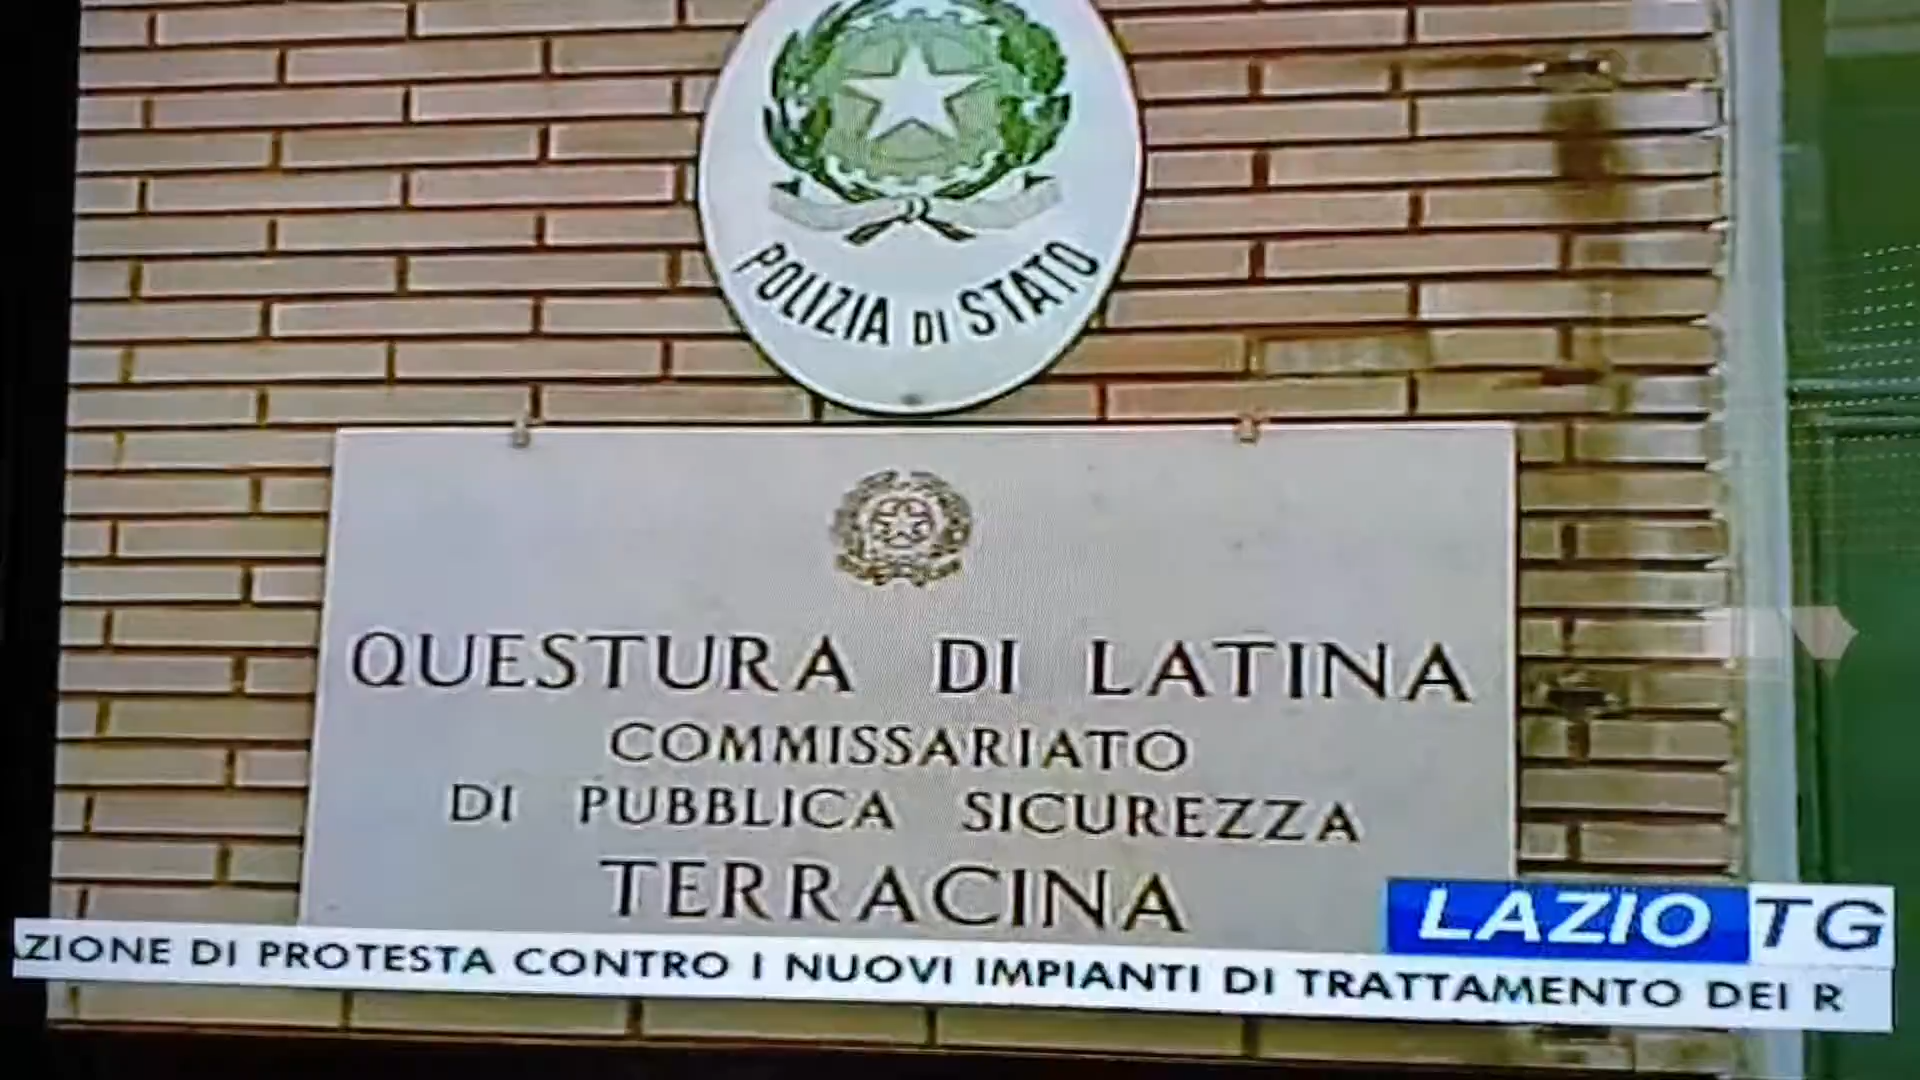 POLIZIA DI STATO
QUESTURA DI LATINA
COMMISSARIATO
DI PUBBLICA SICUREZZA
TERRACINA
LAZIO TG
AZIONE DI PROTESTA CONTRO I NUOVI IMPIANTI DI TRATTAMENTO DEI R